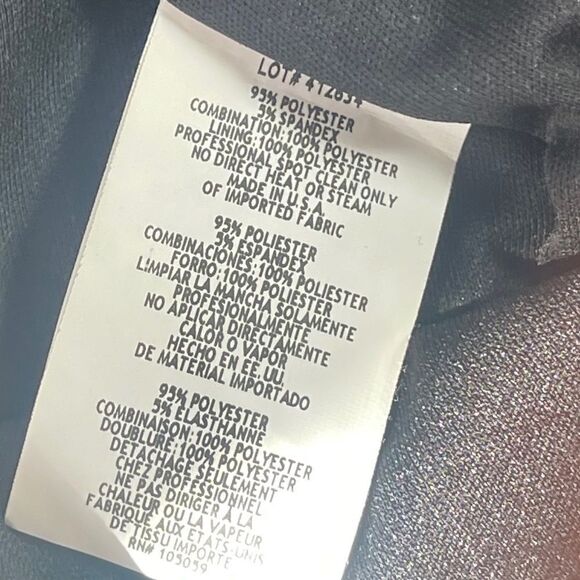 LOT# 412634
95% POLYESTER
5% SPANDEX
COMBINATION: 100% POLYESTER
LINING: 100% POLYESTER
PROFESSIONAL SPOT CLEAN ONLY
NO DIRECT HEAT OR STEAM
MADE IN U.S.A.
OF IMPORTED FABRIC
95% POLIESTER
5% ESPANDEX
COMBINACIONES: 100% POLIESTER
FORRO: 100% POLIESTER
LIMPIAR LA MANCHA SOLAMENTE
PROFESIONALMENTE
NO APLICAR DIRECTAMENTE
CALOR O VAPOR
HECHO EN EE.UU.
DE MATERIAL IMPORTADO
95% POLYESTER
5% ELASTHANNE
COMBINAISON: 100% POLYESTER
DOUBLURE: 100% POLYESTER
DETACHAGE SEULEMENT
CHEZ PROFESSIONNEL
NE PAS DIRIGER À LA
CHALEUR OU LA VAPEUR
FABRIQUE AUX ETATS-UNIS
DE TISSU IMPORTE
RN# 105059